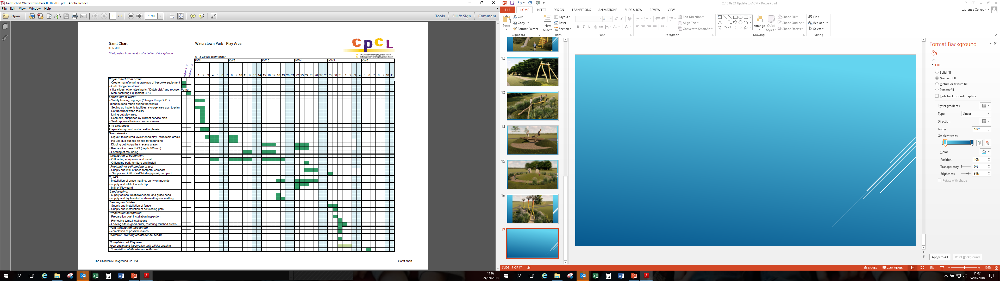 Gantt chart Waterstown Park 09.07.2018.pdf - Adobe Reader
File Edit View Window Help
Open 1 / 1 73.9% Tools Fill & Sign Comment
Gantt Chart Waterstown Park - Play Area
09.07.2018
cpcl
Start project from receipt of a Letter of Acceptance
www.thechildrensplayground.com
sales@thechildrensplayground.com
6 - 8 weeks from order
KW1 KW2 KW 3 KW4 KW5 KW6
week 1 -2
week 3 - 6
1 2 3 4 5 6 7 8 9 10 11 12 13 14 15 16 17 18 19 20 21 22 23 24 25 26 27 28 29 30 31 1 2 3 4 5 6 7 8 9 10 11
Project Start from order:
- Create manufacturing drawings of bespoke equipment
- Order long-term items:
( like slides, other steel parts, "Dutch disk" and roussel, Pump,
- Manufacturing Equipment CPCL
Setting out of work:
- Safety fencing, signage ("Danger Keep Out"..)
(kept in good repair during the works)
- Setting up hygienic facilities, storage area acc. to plan
- Set up wheel wash facility
- Lining out play area,
- Scan site, supported by current service plan
- Seek approval before commencement
Site clearance:
Preparation ground works, setting levels
Groundworks:
- Dig out to required levels: sand play-, woodchip area's
- Re-use dug out soil on site for mounding,
- Digging out footpaths / recess area's
- Preparation base LIAS (depth 100 mm)
- Forming of mounding
Installation of equipment:
- Offloading equipment and install
- Offloading park furniture and install
Foot path of self binding gravel
- Supply and infill of base footpath, compact
- Supply and infill of self binding gravel, compact
(L) IAS:
- installation of grass matting, parlty on mounds
- supply and infill of wood chip
- infill of Play sand
Landscaping:
- supply of local wildflower seed, and grass seed
- supply and lay lawnturf underneath grass matting
Fencing and Gates:
- Supply and installation of fence
- Supply and installation of selfclosing gate
Preparation completion,
- Preparation post installation inspection
- Removing temp.installations
- Leaving site in good order, restoring touched area's
Post Installation Inspection:
- completion of possible issues
Induction Training Maintenance Team:
Completion of Play area:
keep equipment inoperative until official opening
Completion of Maintenance Manual:
The Children's Playground Co. Ltd. Gantt chart
11:07
24/09/2018
2018 09 24 Update to ACM - PowerPoint
FILE HOME INSERT DESIGN TRANSITIONS ANIMATIONS SLIDE SHOW REVIEW VIEW Laurence Colleran
Paste
Cut
Copy
Format Painter
Clipboard
New Slide
Layout
Reset
Section
Slides
40
B I U S abc AV Aa A
Font
Text Direction
Align Text
Convert to SmartArt
Paragraph
Arrange
Quick Styles
Shape Fill
Shape Outline
Shape Effects
Drawing
Find
Replace
Select
Editing
12
13
14
15
16
17
Format Background
FILL
Solid fill
Gradient fill
Picture or texture fill
Pattern fill
Hide background graphics
Preset gradients
Type Linear
Direction
Angle 102°
Gradient stops
Color
Position 10%
Transparency 0%
Brightness 64%
Rotate with shape
Apply to All Reset Background
SLIDE 17 OF 17 NOTES COMMENTS 103%
11:07
24/09/2018